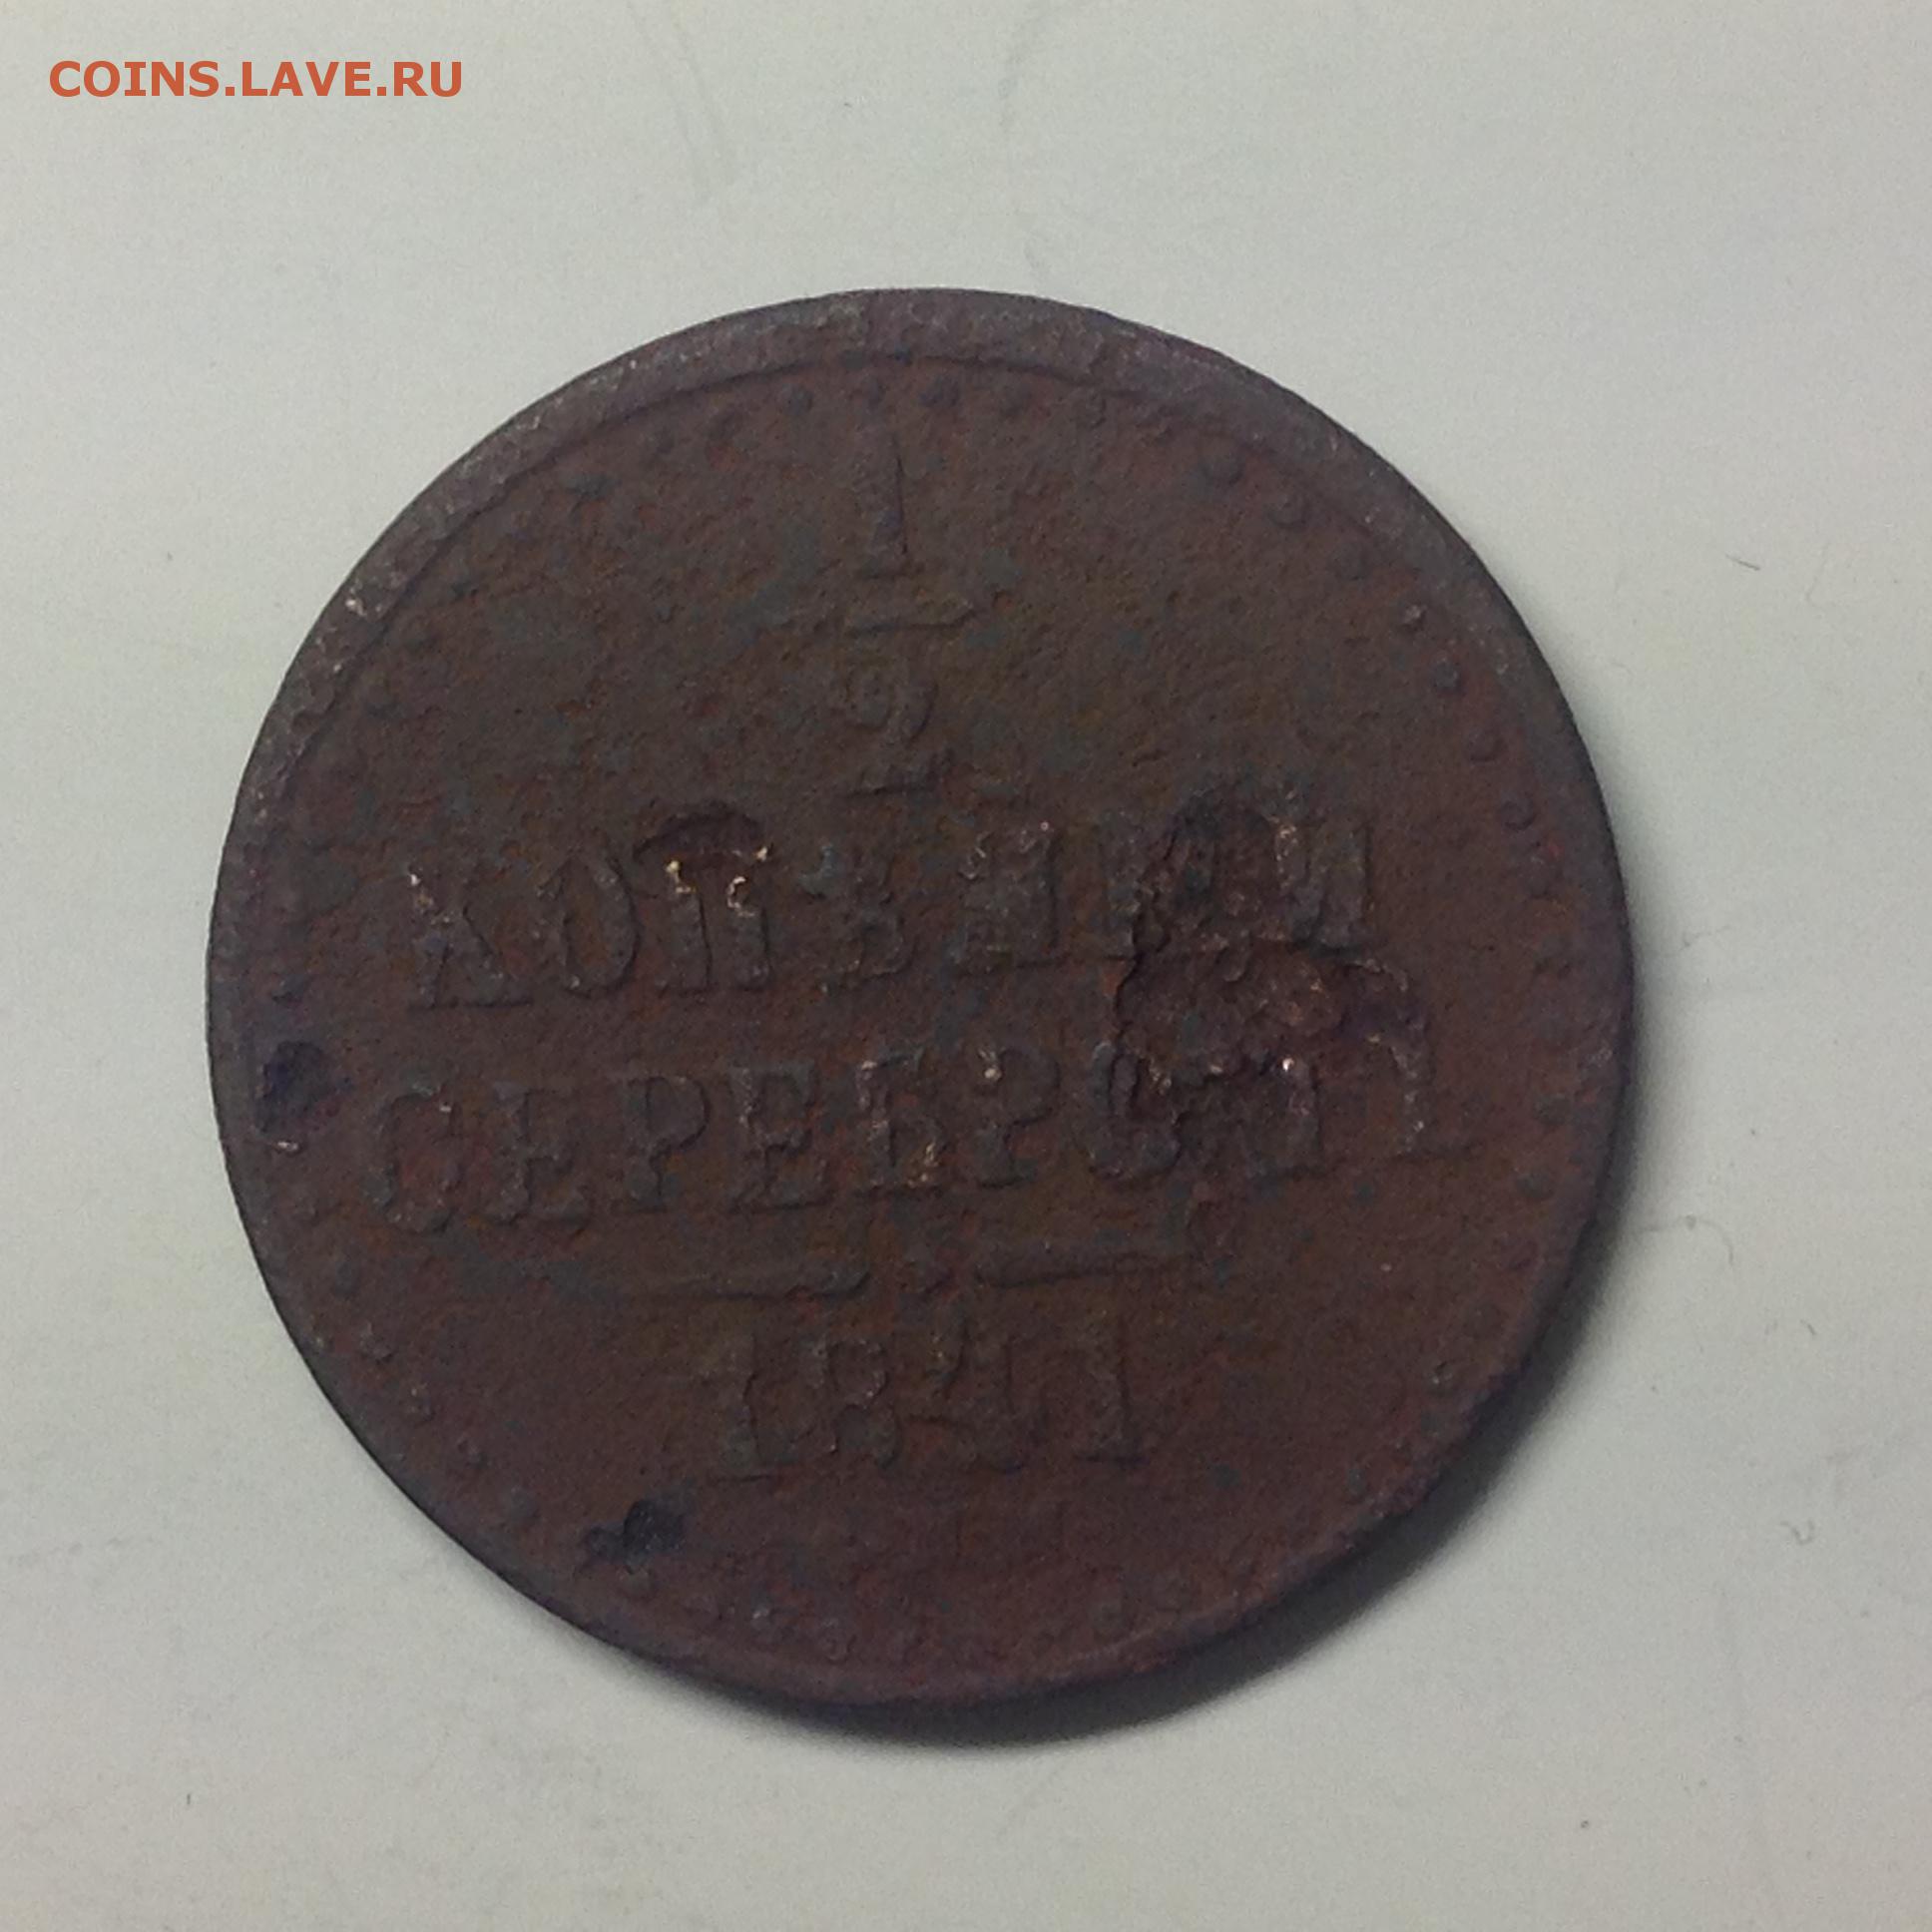 COINS.LAVE.RU
1
2
КОПѢЙКИ
СЕРЕБРОМЪ
1841